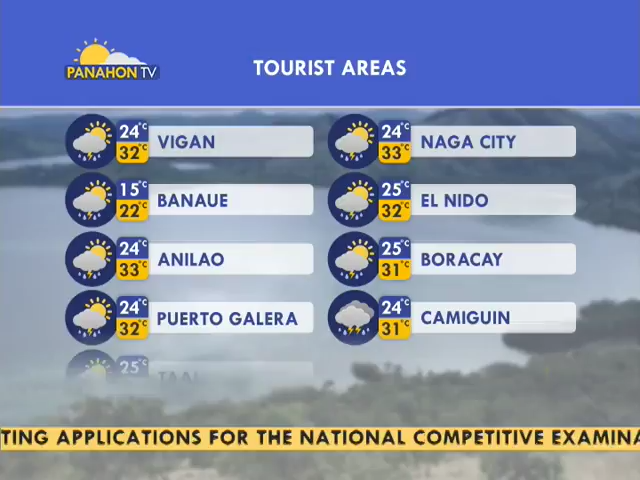 PANAHON TV
TOURIST AREAS
24°C
32°C
VIGAN
24°C
33°C
NAGA CITY
15°C
22°C
BANAUE
25°C
32°C
EL NIDO
24°C
33°C
ANILAO
25°C
31°C
BORACAY
24°C
32°C
PUERTO GALERA
24°C
31°C
CAMIGUIN
25°C
TING APPLICATIONS FOR THE NATIONAL COMPETITIVE EXAMINA